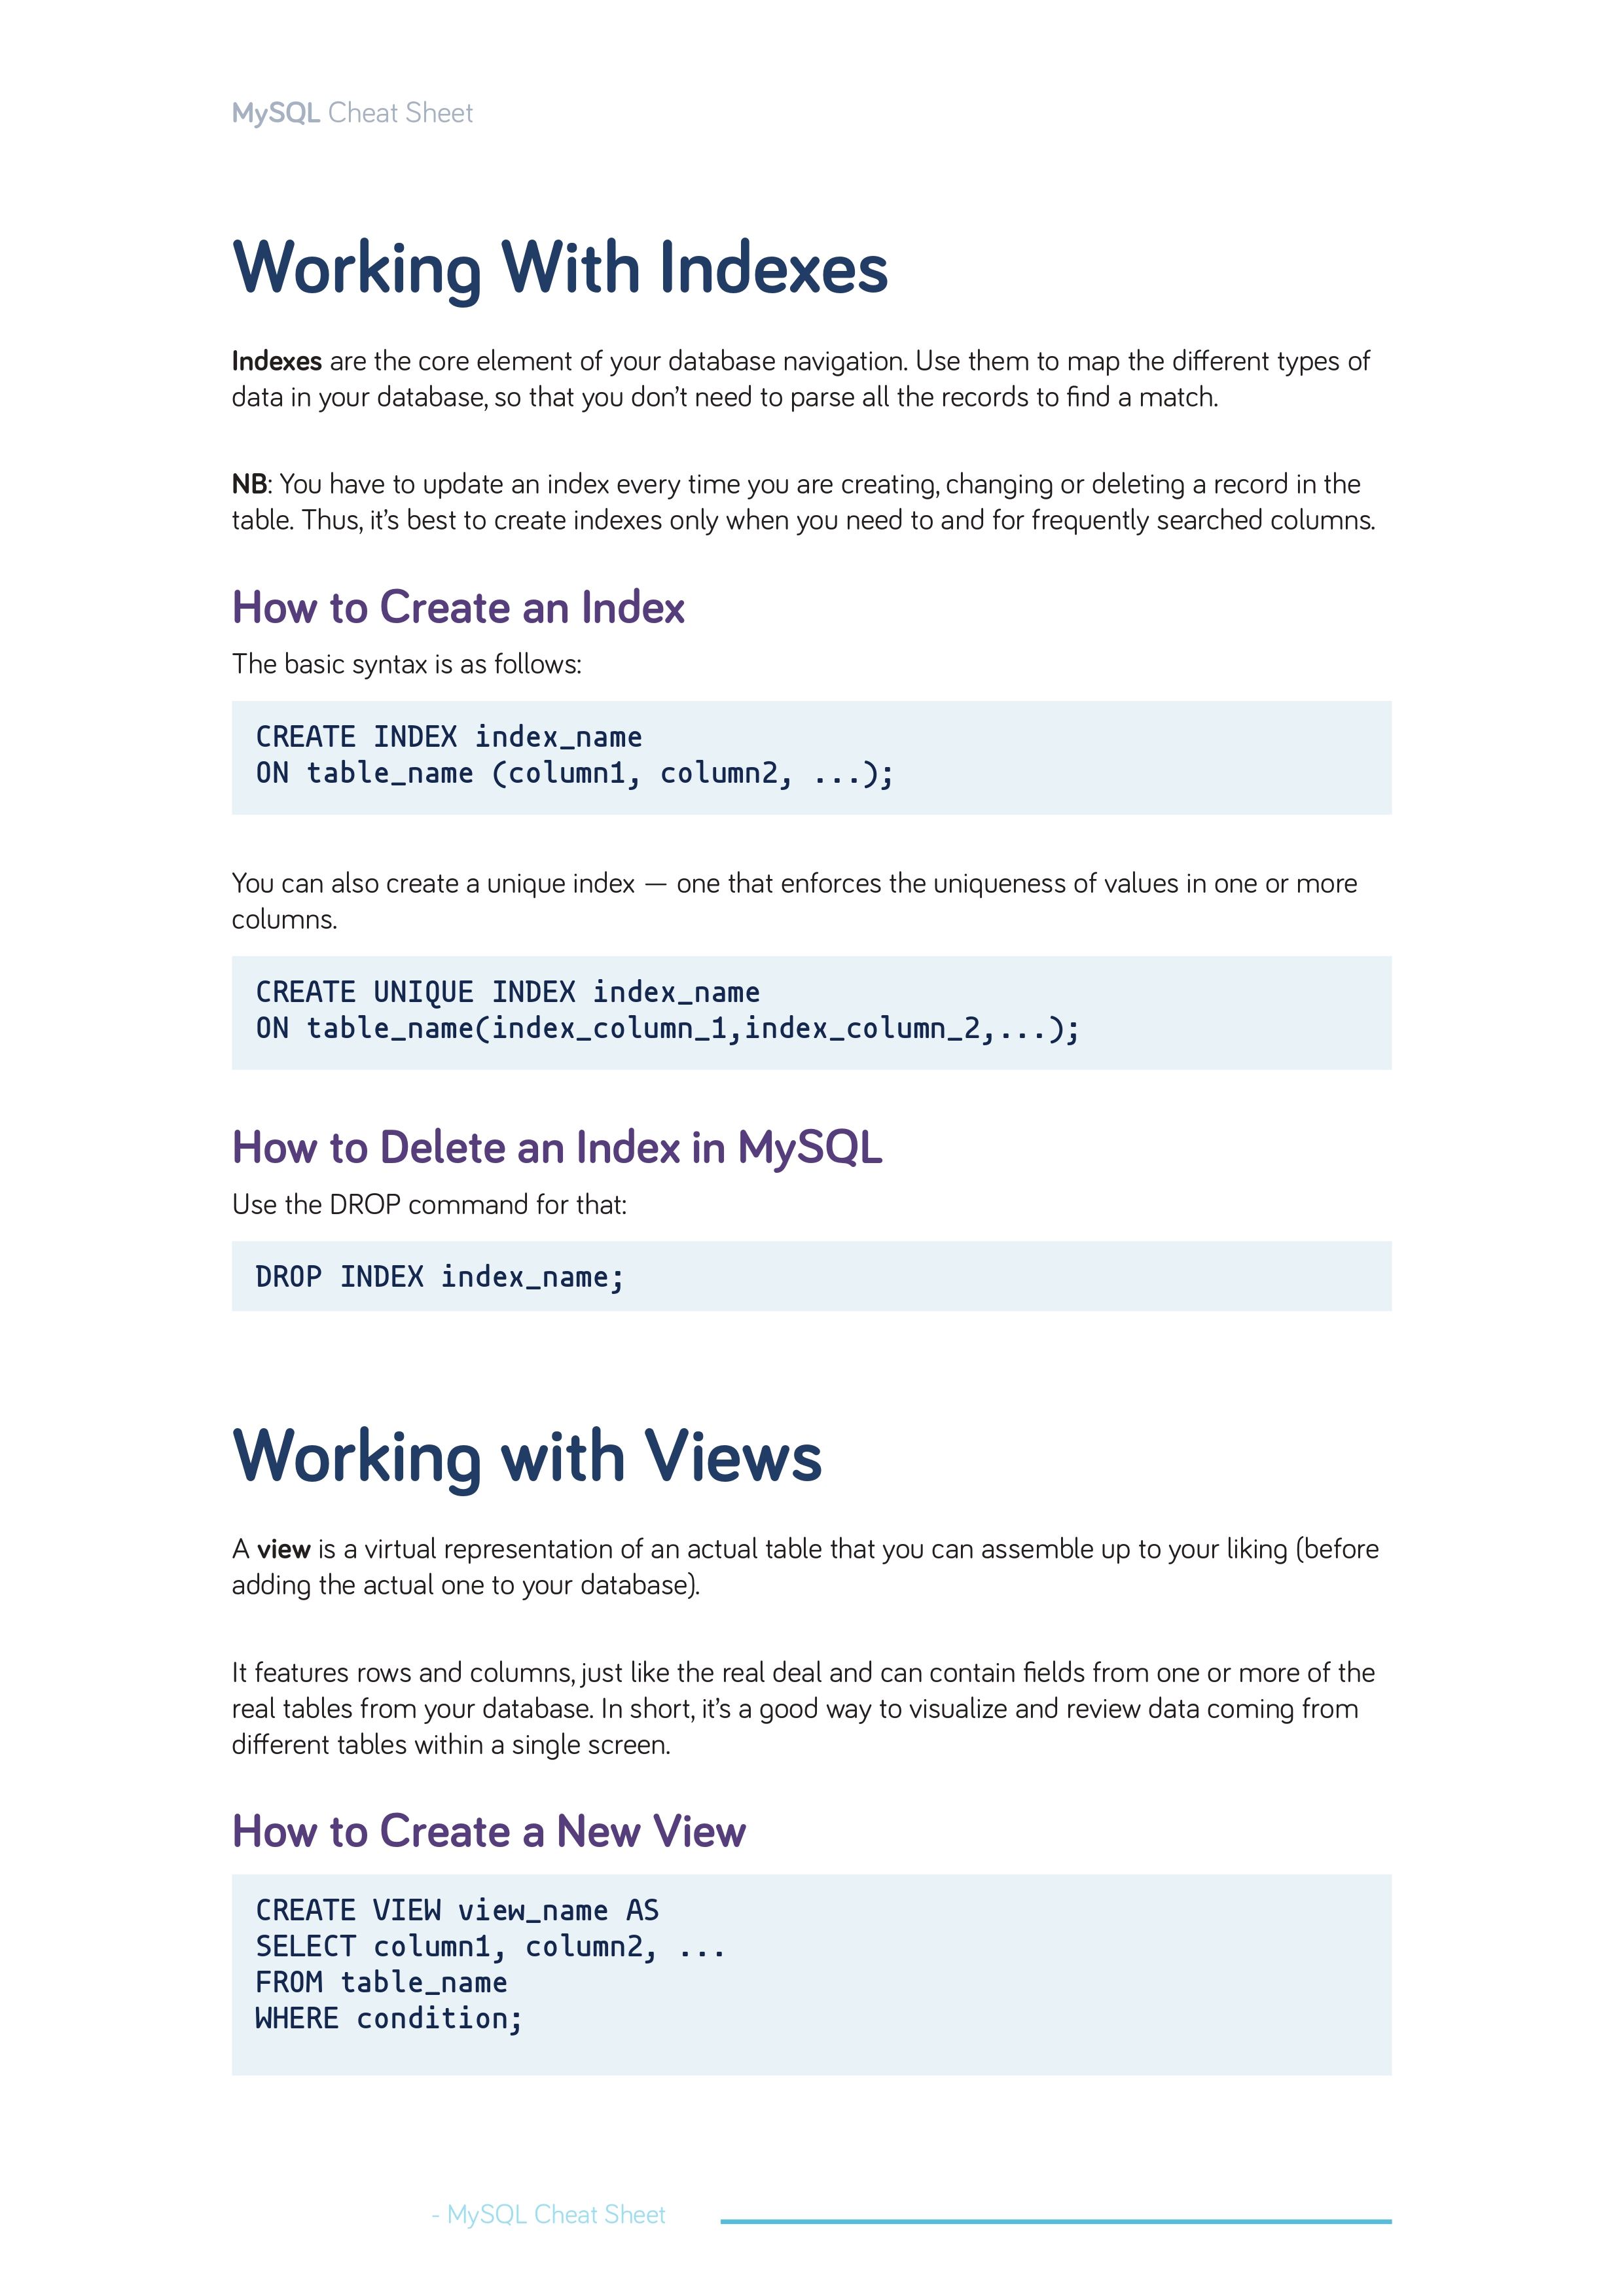 MySQL Cheat Sheet
Working With Indexes
Indexes are the core element of your database navigation. Use them to map the different types of
data in your database, so that you don’t need to parse all the records to find a match.
NB: You have to update an index every time you are creating, changing or deleting a record in the
table. Thus, it’s best to create indexes only when you need to and for frequently searched columns.
How to Create an Index
The basic syntax is as follows:
CREATE INDEX index_name
ON table_name (column1, column2, ...);
You can also create a unique index — one that enforces the uniqueness of values in one or more
columns.
CREATE UNIQUE INDEX index_name
ON table_name(index_column_1,index_column_2,...);
How to Delete an Index in MySQL
Use the DROP command for that:
DROP INDEX index_name;
Working with Views
A view is a virtual representation of an actual table that you can assemble up to your liking (before
adding the actual one to your database).
It features rows and columns, just like the real deal and can contain fields from one or more of the
real tables from your database. In short, it’s a good way to visualize and review data coming from
different tables within a single screen.
How to Create a New View
CREATE VIEW view_name AS
SELECT column1, column2, ...
FROM table_name
WHERE condition;
- MySQL Cheat Sheet